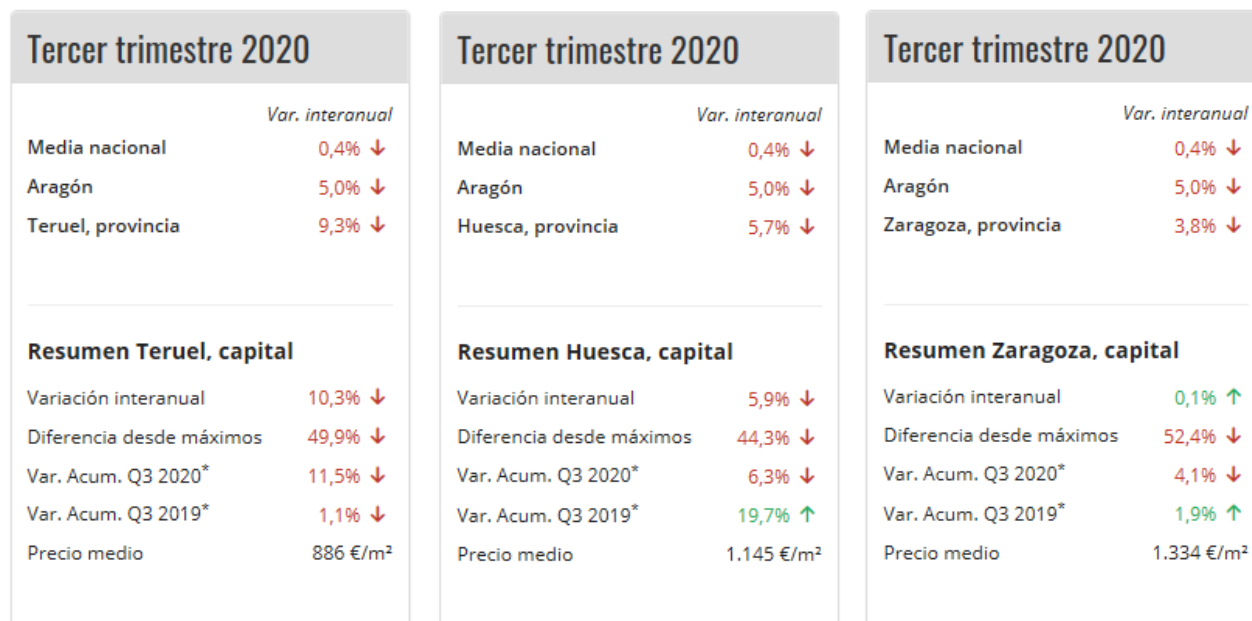 Tercer trimestre 2020
Var. interanual
Media nacional 0,4% ↓
Aragón 5,0% ↓
Teruel, provincia 9,3% ↓
Resumen Teruel, capital
Variación interanual 10,3% ↓
Diferencia desde máximos 49,9% ↓
Var. Acum. Q3 2020* 11,5% ↓
Var. Acum. Q3 2019* 1,1% ↓
Precio medio 886 €/m²
Tercer trimestre 2020
Var. interanual
Media nacional 0,4% ↓
Aragón 5,0% ↓
Huesca, provincia 5,7% ↓
Resumen Huesca, capital
Variación interanual 5,9% ↓
Diferencia desde máximos 44,3% ↓
Var. Acum. Q3 2020* 6,3% ↓
Var. Acum. Q3 2019* 19,7% ↑
Precio medio 1.145 €/m²
Tercer trimestre 2020
Var. interanual
Media nacional 0,4% ↓
Aragón 5,0% ↓
Zaragoza, provincia 3,8% ↓
Resumen Zaragoza, capital
Variación interanual 0,1% ↑
Diferencia desde máximos 52,4% ↓
Var. Acum. Q3 2020* 4,1% ↓
Var. Acum. Q3 2019* 1,9% ↑
Precio medio 1.334 €/m²